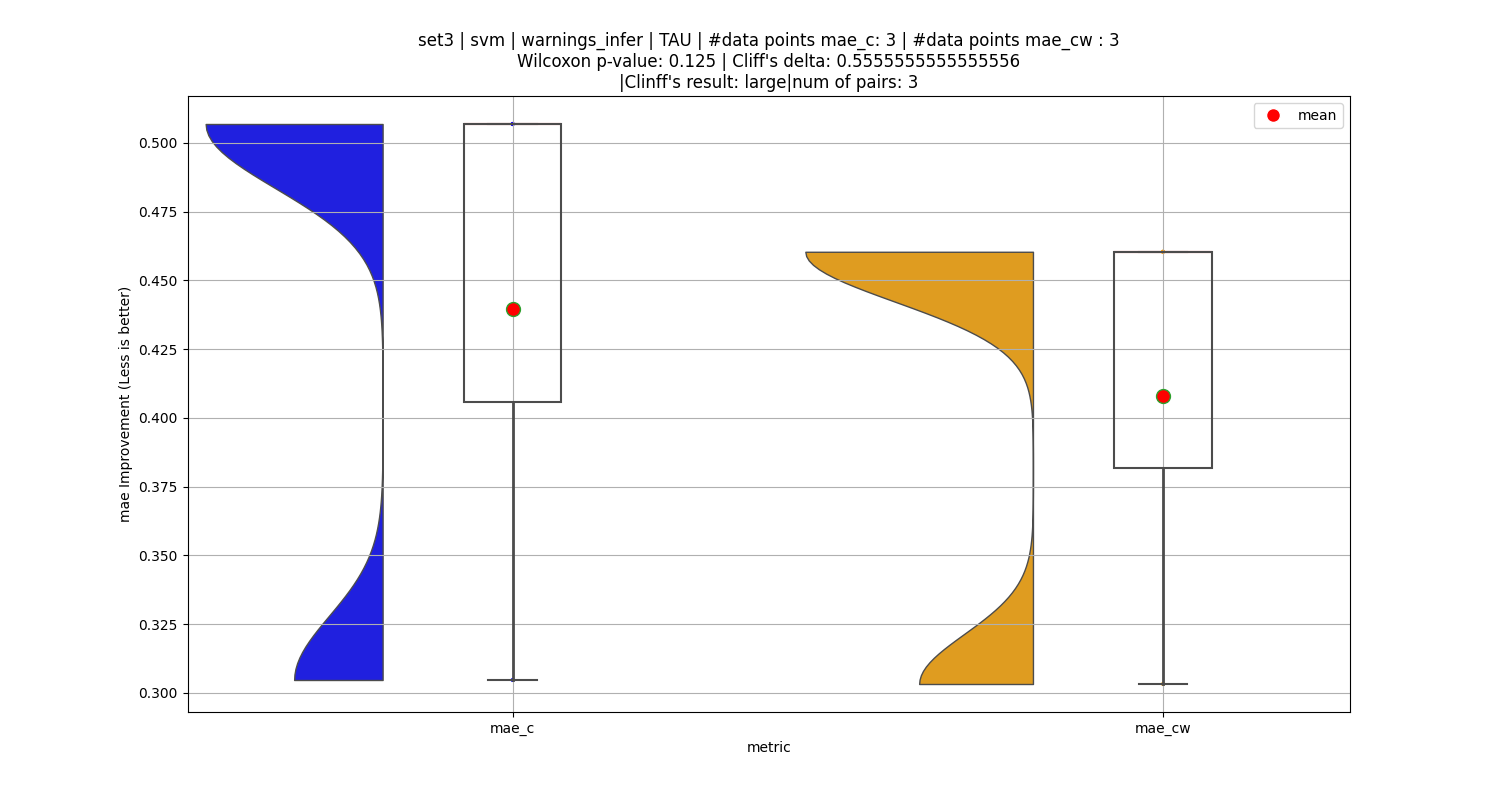 set3 | svm | warnings_infer | TAU | #data points mae_c: 3 | #data points mae_cw : 3
Wilcoxon p-value: 0.125 | Cliff's delta: 0.5555555555555556
|Clinff's result: large|num of pairs: 3
mean
0.500
0.475
0.450
0.425
0.400
0.375
0.350
0.325
0.300
mae Improvement (Less is better)
mae_c
mae_cw
metric